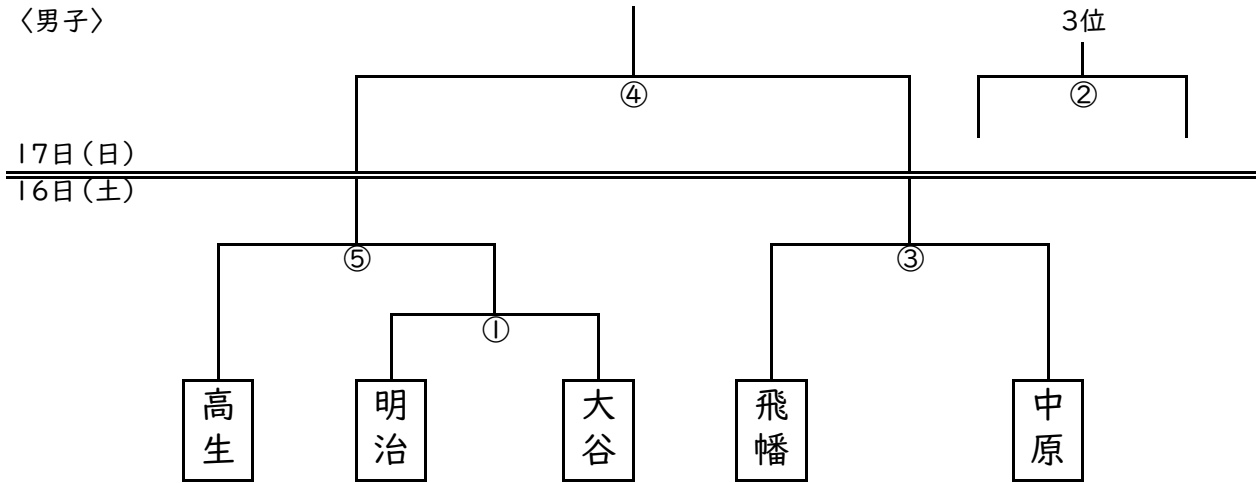 〈男子〉
3位
④
②
17日(日)
16日(土)
⑤
③
①
高生
明治
大谷
飛幡
中原